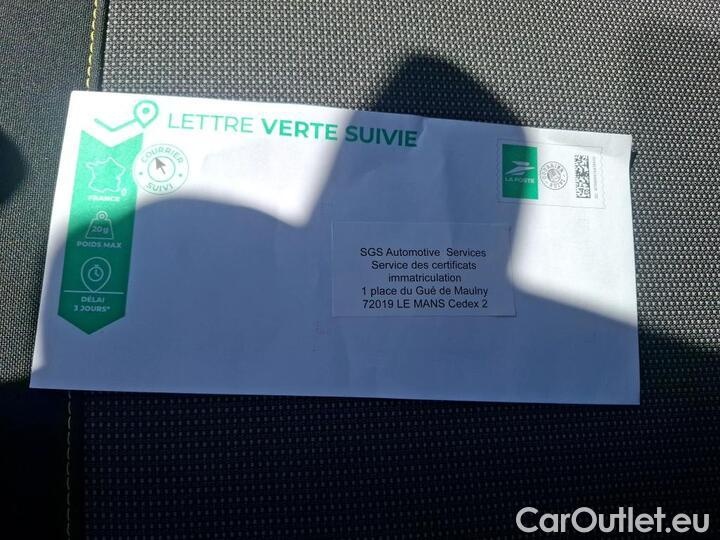 LETTRE VERTE SUIVIE
COURRIER
SUIVI
FRANCE
20g
POIDS MAX
DÉLAI
3 JOURS*
LA POSTE
SGS Automotive Services
Service des certificats
immatriculation
1 place du Gué de Maulny
72019 LE MANS Cedex 2
CarOutlet.eu